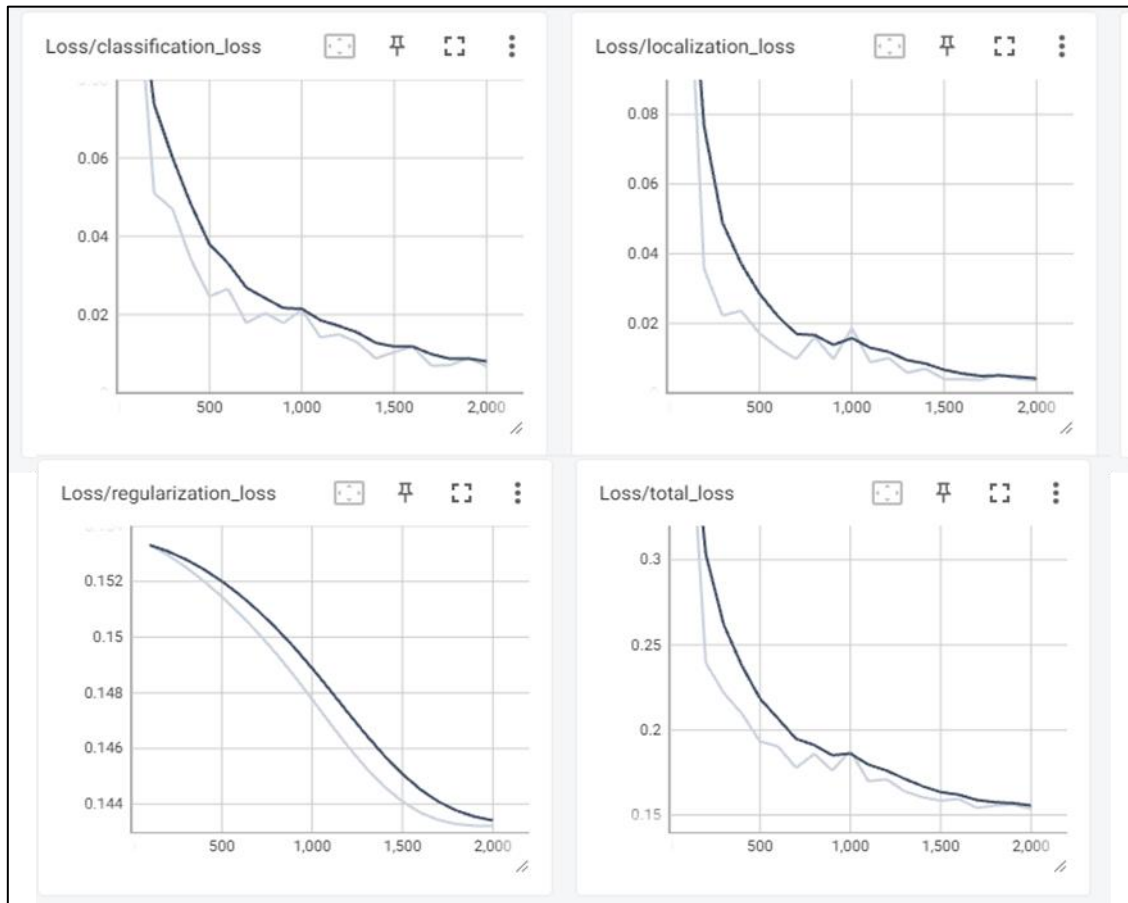 Loss/classification_loss
0.06
0.04
0.02
500 1,000 1,500 2,000
Loss/localization_loss
0.08
0.06
0.04
0.02
500 1,000 1,500 2,000
Loss/regularization_loss
0.152
0.15
0.148
0.146
0.144
500 1,000 1,500 2,000
Loss/total_loss
0.3
0.25
0.2
0.15
500 1,000 1,500 2,000